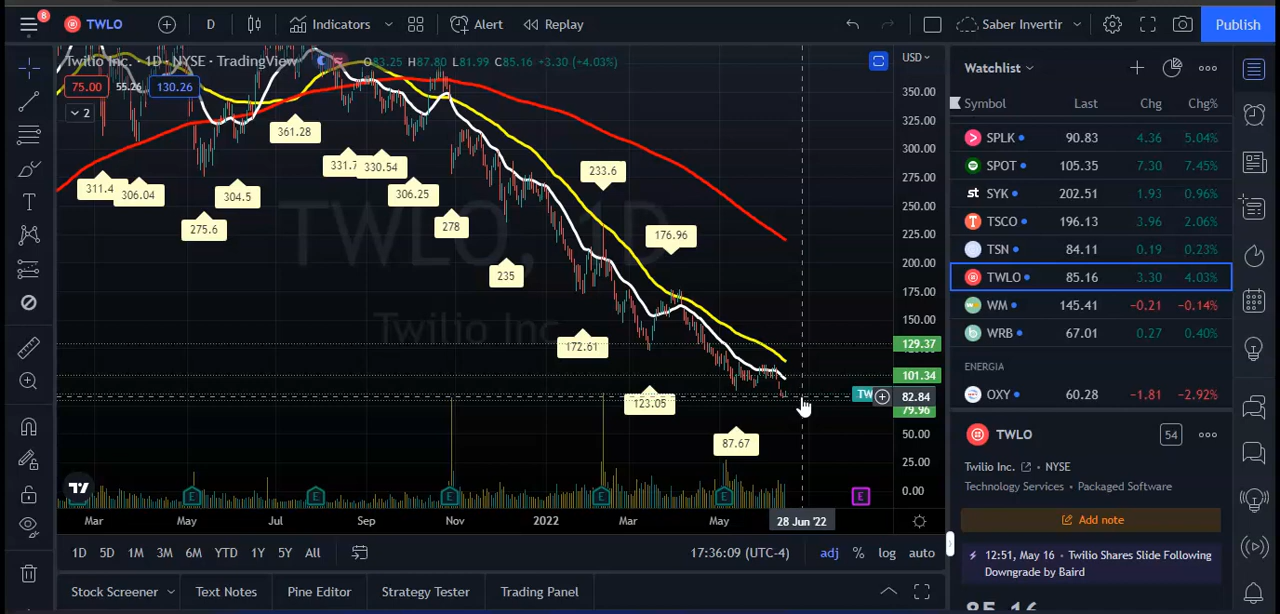 8
TWLO
D
Indicators
Alert
Replay
Saber Invertir
Publish
Twilio Inc. · 1D · NYSE · TradingView
O83.25 H87.80 L81.99 C85.16 +3.30 (+4.03%)
75.00
55.26
130.26
2
USD
350.00
325.00
300.00
275.00
250.00
225.00
200.00
175.00
150.00
129.37
101.34
TW
82.84
79.96
50.00
25.00
0.00
361.28
331.7
330.54
311.4
306.04
304.5
306.25
275.6
278
235
233.6
176.96
172.61
123.05
87.67
TWLO, 1D
Twilio Inc
E
E
E
E
E
E
Mar
May
Jul
Sep
Nov
2022
Mar
May
28 Jun '22
1D 5D 1M 3M 6M YTD 1Y 5Y All
17:36:09 (UTC-4)
adj % log auto
Stock Screener
Text Notes
Pine Editor
Strategy Tester
Trading Panel
Watchlist
Symbol Last Chg Chg%
SPLK 90.83 4.36 5.04%
SPOT 105.35 7.30 7.45%
st SYK 202.51 1.93 0.96%
TSCO 196.13 3.96 2.06%
TSN 84.11 0.19 0.23%
TWLO 85.16 3.30 4.03%
WM 145.41 -0.21 -0.14%
WRB 67.01 0.27 0.40%
ENERGIA
OXY 60.28 -1.81 -2.92%
TWLO
54
Twilio Inc. · NYSE
Technology Services · Packaged Software
Add note
12:51, May 16 · Twilio Shares Slide Following
Downgrade by Baird